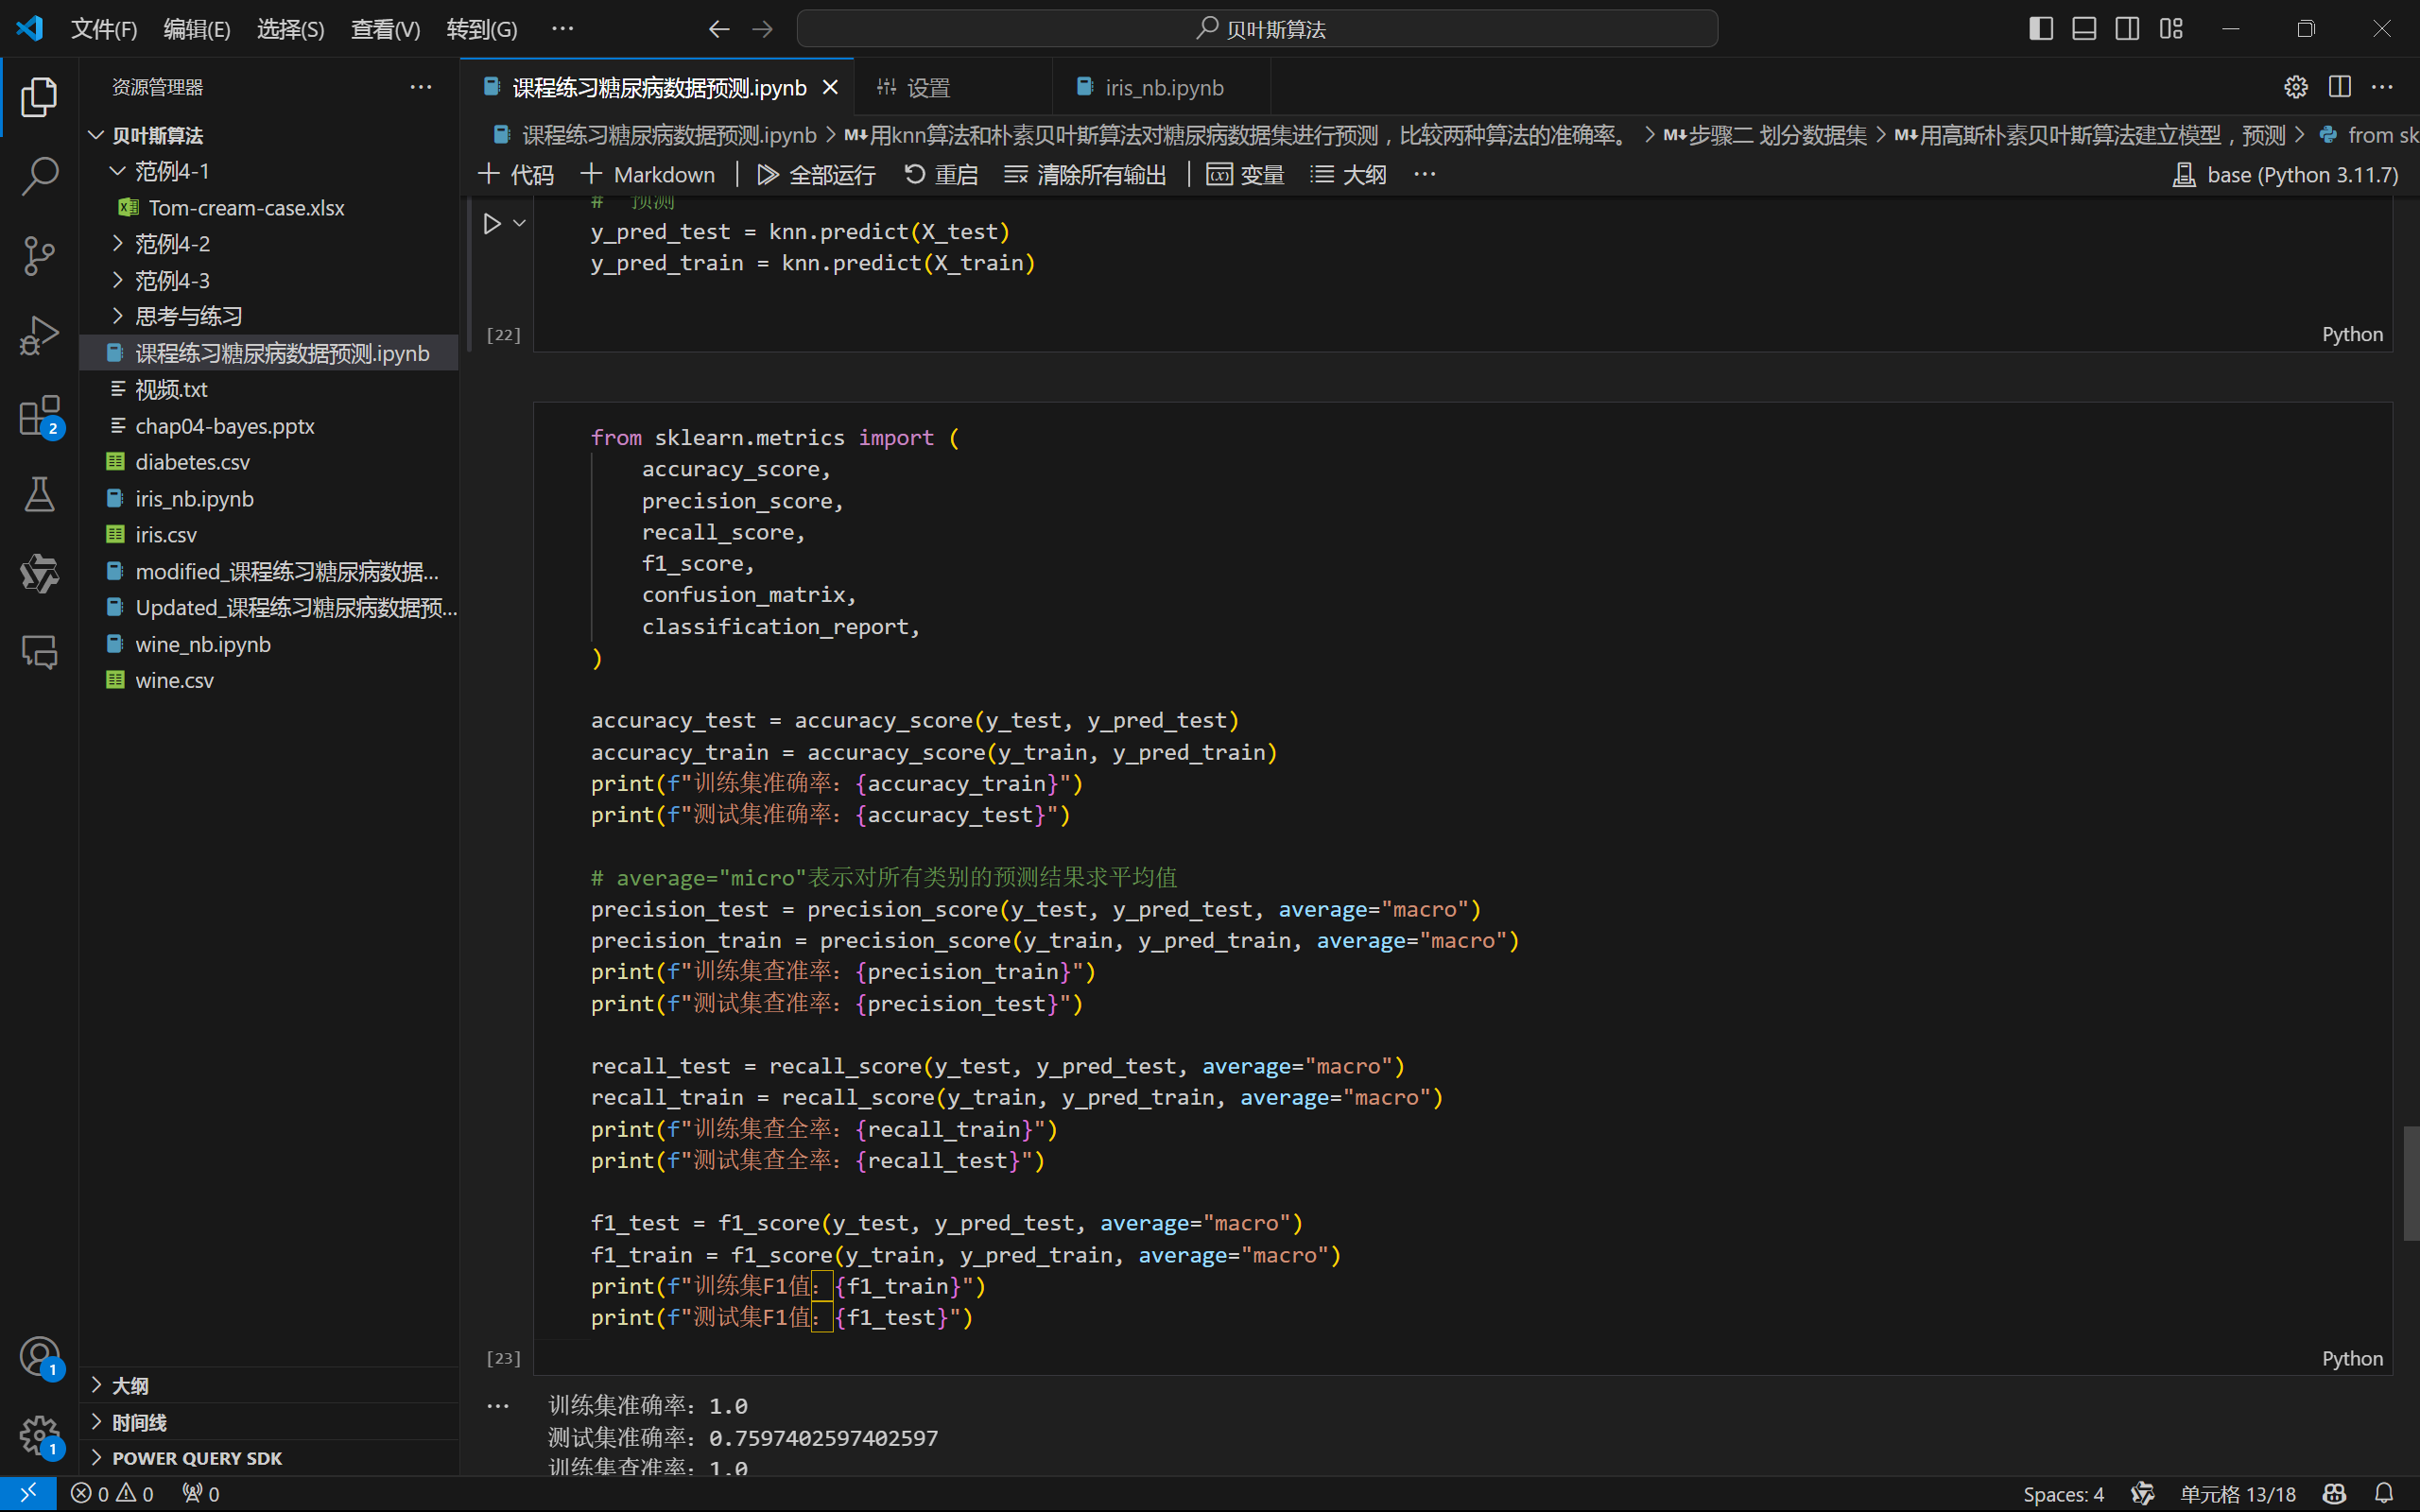 文件(F) 编辑(E) 选择(S) 查看(V) 转到(G) ··· 贝叶斯算法
资源管理器 ···
贝叶斯算法
范例4-1
Tom-cream-case.xlsx
范例4-2
范例4-3
思考与练习
课程练习糖尿病数据预测.ipynb
视频.txt
chap04-bayes.pptx
diabetes.csv
iris_nb.ipynb
iris.csv
modified_课程练习糖尿病数据...
Updated_课程练习糖尿病数据预...
wine_nb.ipynb
wine.csv
大纲
时间线
POWER QUERY SDK
2
1
1
课程练习糖尿病数据预测.ipynb 设置 iris_nb.ipynb
课程练习糖尿病数据预测.ipynb > M↓用knn算法和朴素贝叶斯算法对糖尿病数据集进行预测，比较两种算法的准确率。 > M↓步骤二 划分数据集 > M↓用高斯朴素贝叶斯算法建立模型，预测 > from sk
代码 Markdown 全部运行 重启 清除所有输出 变量 大纲 ··· base (Python 3.11.7)
# 预测
y_pred_test = knn.predict(X_test)
y_pred_train = knn.predict(X_train)
[22] Python
from sklearn.metrics import (
    accuracy_score,
    precision_score,
    recall_score,
    f1_score,
    confusion_matrix,
    classification_report,
)
accuracy_test = accuracy_score(y_test, y_pred_test)
accuracy_train = accuracy_score(y_train, y_pred_train)
print(f"训练集准确率：{accuracy_train}")
print(f"测试集准确率：{accuracy_test}")
# average="micro"表示对所有类别的预测结果求平均值
precision_test = precision_score(y_test, y_pred_test, average="macro")
precision_train = precision_score(y_train, y_pred_train, average="macro")
print(f"训练集查准率：{precision_train}")
print(f"测试集查准率：{precision_test}")
recall_test = recall_score(y_test, y_pred_test, average="macro")
recall_train = recall_score(y_train, y_pred_train, average="macro")
print(f"训练集查全率：{recall_train}")
print(f"测试集查全率：{recall_test}")
f1_test = f1_score(y_test, y_pred_test, average="macro")
f1_train = f1_score(y_train, y_pred_train, average="macro")
print(f"训练集F1值：{f1_train}")
print(f"测试集F1值：{f1_test}")
[23] Python
··· 训练集准确率：1.0
测试集准确率：0.7597402597402597
训练集查准率：1.0
0 0 0 Spaces: 4 单元格 13/18